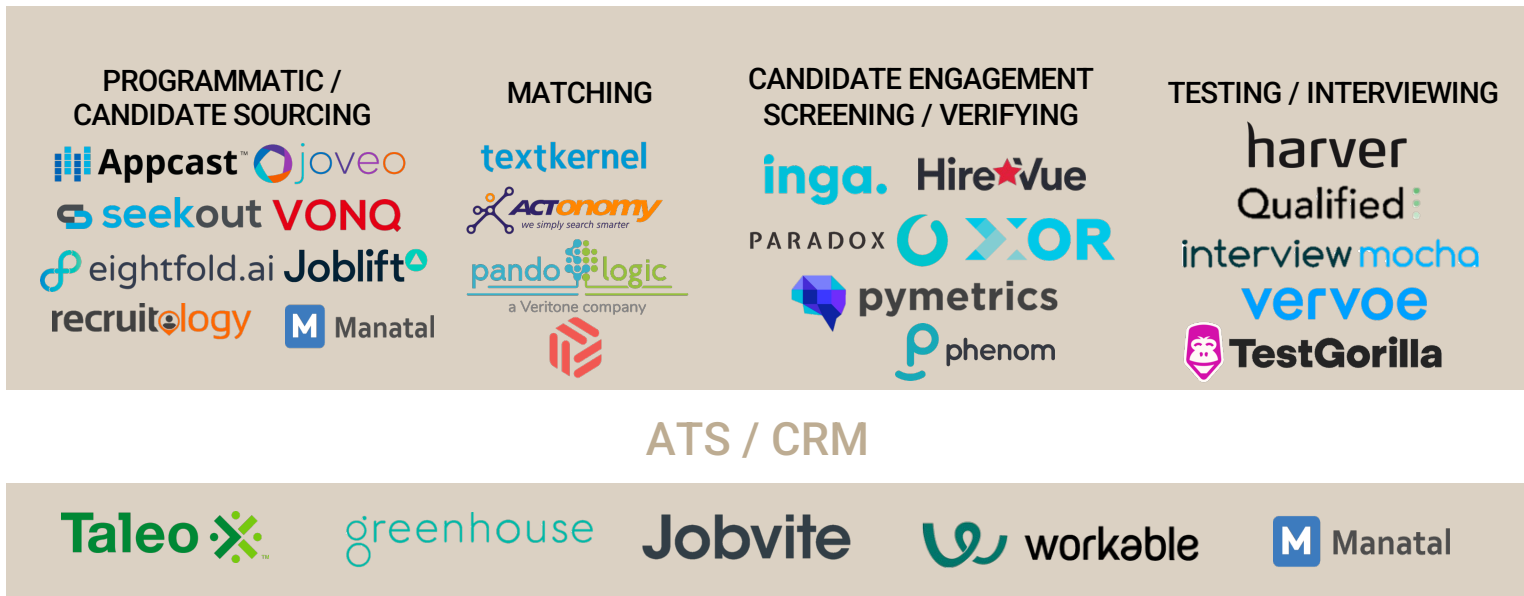 PROGRAMMATIC /
CANDIDATE SOURCING
Appcast™
joveo
seekout
VONQ
eightfold.ai
Joblift
recruitology
M Manatal
MATCHING
textkernel
ACTonomy
we simply search smarter
pandologic
a Veritone company
CANDIDATE ENGAGEMENT
SCREENING / VERIFYING
inga.
HireVue
PARADOX
XOR
pymetrics
phenom
TESTING / INTERVIEWING
harver
Qualified
interview mocha
vervoe
TestGorilla
ATS / CRM
Taleo™
greenhouse
Jobvite
workable
M Manatal